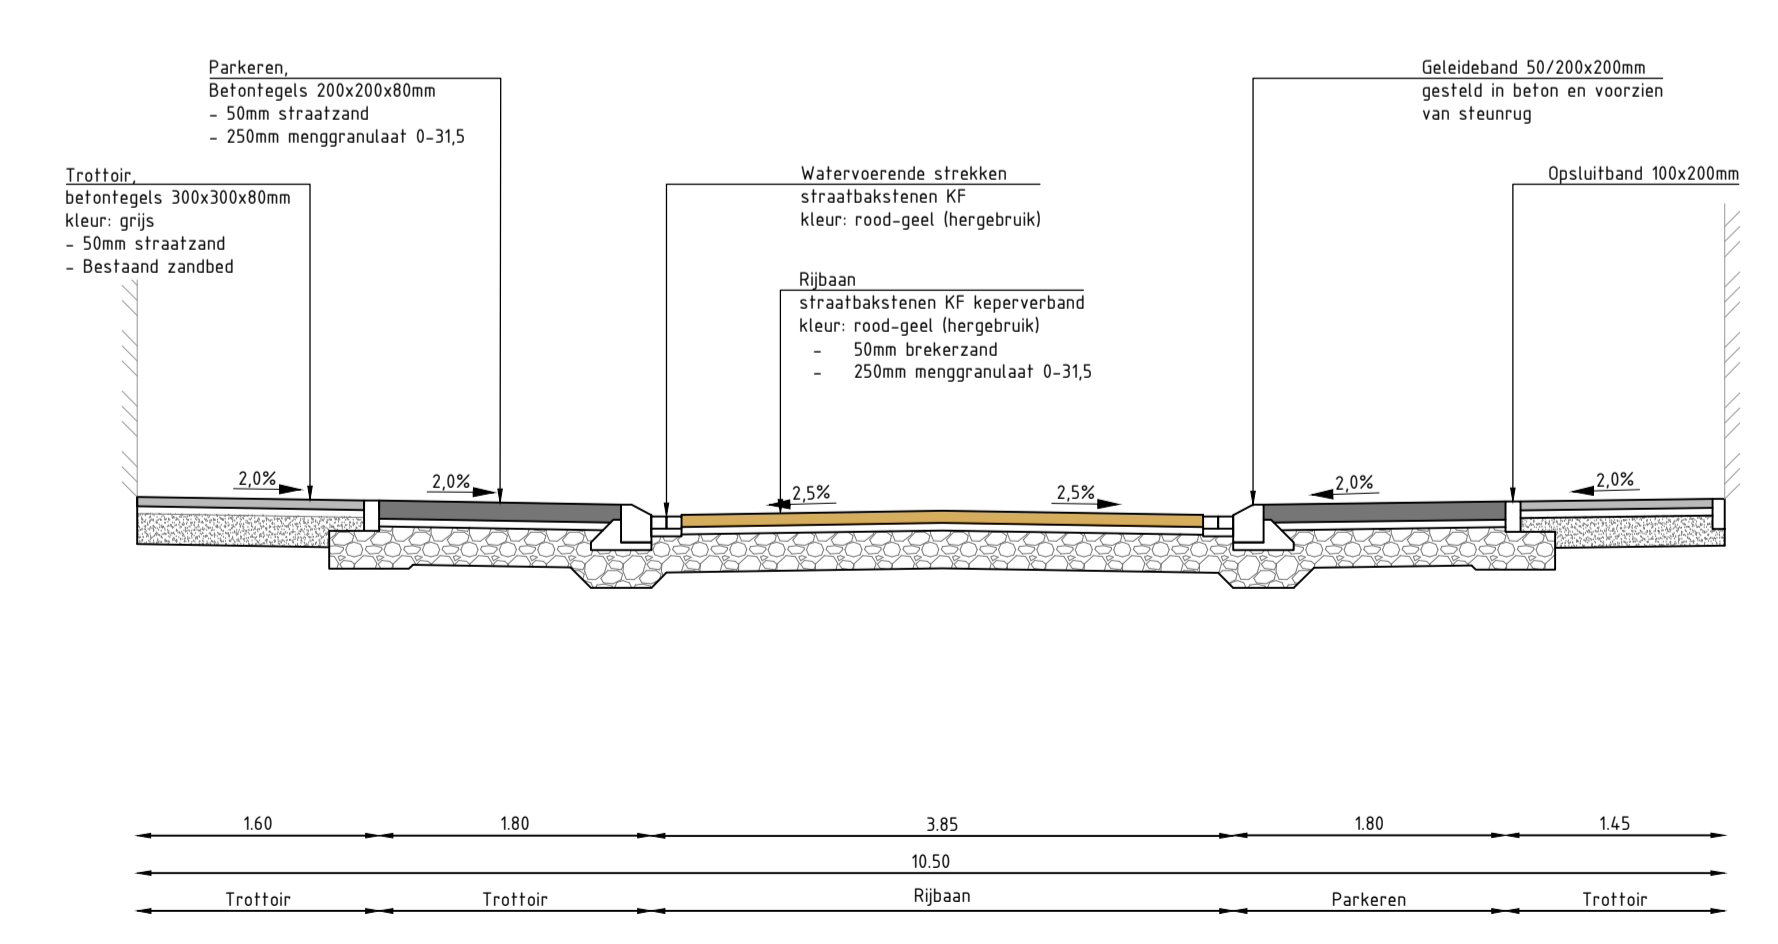 Parkeren,
Betontegels 200x200x80mm
- 50mm straatzand
- 250mm menggranulaat 0-31,5
Geleideband 50/200x200mm
gesteld in beton en voorzien
van steunrug
Trottoir,
betontegels 300x300x80mm
kleur: grijs
- 50mm straatzand
- Bestaand zandbed
Watervoerende strekken
straatbakstenen KF
kleur: rood-geel (hergebruik)
Opsluitband 100x200mm
Rijbaan
straatbakstenen KF keperverband
kleur: rood-geel (hergebruik)
- 50mm brekerzand
- 250mm menggranulaat 0-31,5
2,0% 2,0% 2,5% 2,5% 2,0% 2,0%
1.60 1.80 3.85 1.80 1.45
10.50
Trottoir Trottoir Rijbaan Parkeren Trottoir